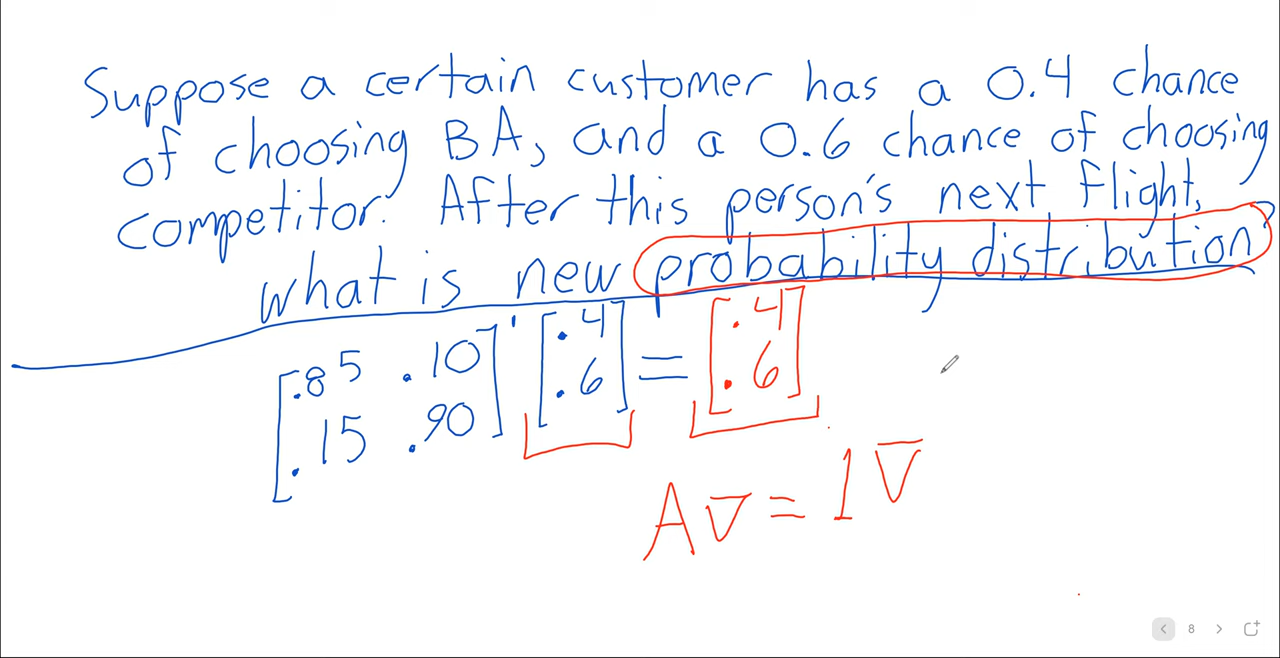 Suppose a certain customer has a 0.4 chance
of choosing BA, and a 0.6 chance of choosing
competitor. After this person's next flight,
what is new probability distribution?
[.85 .10] · [.4] = [.4]
[.15 .90] [.6] [.6]
Av̅ = 1v̅
8